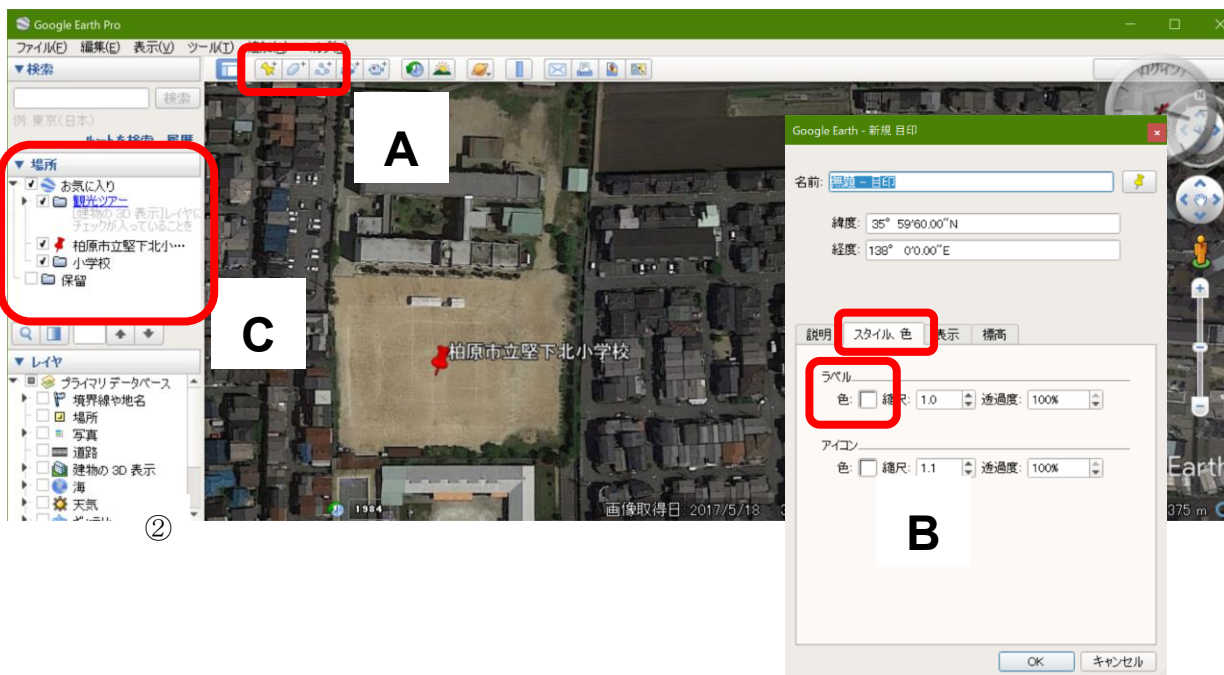 Google Earth Pro
ファイル(F) 編集(E) 表示(V) ツール(T)
▼検索
検索
例: 東京(日本)
▼ 場所
お気に入り
観光ツアー
[建物の 3D 表示]レイヤに
チェックが入っていることを
柏原市立堅下北小…
小学校
保留
▼ レイヤ
プライマリ データベース
境界線や地名
場所
写真
道路
建物の 3D 表示
海
天気
②
A
C
柏原市立堅下北小学校
1984
画像取得日: 2017/5/18
ログイン
N
Earth
375 m
Google Earth - 新規 目印
名前: 無題 - 目印
緯度: 35° 59'60.00"N
経度: 138° 0'0.00"E
説明 スタイル、色 表示 標高
ラベル
色: 縮尺: 1.0 透過度: 100%
アイコン
色: 縮尺: 1.1 透過度: 100%
B
OK キャンセル